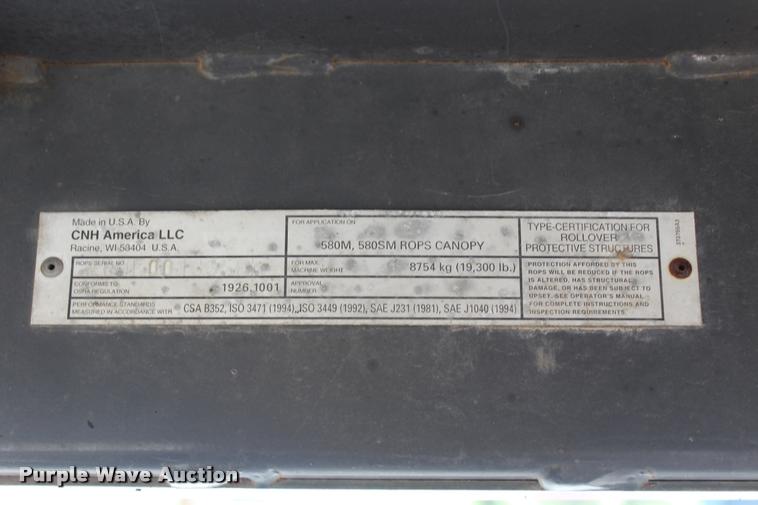 Made in U.S.A. By
CNH America LLC
Racine, WI-53404 U.S.A.
ROPS SERIAL NO.
CONFORMS TO
OSHA REGULATION
1926.1001
PERFORMANCE STANDARDS
MEASURED IN ACCORDANCE WITH
CSA B352, ISO 3471 (1994), ISO 3449 (1992), SAE J231 (1981), SAE J1040 (1994)
FOR APPLICATION ON
580M, 580SM ROPS CANOPY
FOR MAX.
MACHINE WEIGHT
8754 kg (19,300 lb.)
APPROVAL
NUMBER
TYPE-CERTIFICATION FOR
ROLLOVER
PROTECTIVE STRUCTURES
PROTECTION AFFORDED BY THIS
ROPS WILL BE REDUCED IF THE ROPS
IS ALTERED, HAS STRUCTURAL
DAMAGE, OR HAS BEEN SUBJECT TO
UPSET. SEE OPERATOR'S MANUAL
FOR COMPLETE INSTRUCTIONS AND
INSPECTION REQUIREMENTS.
Purple Wave Auction